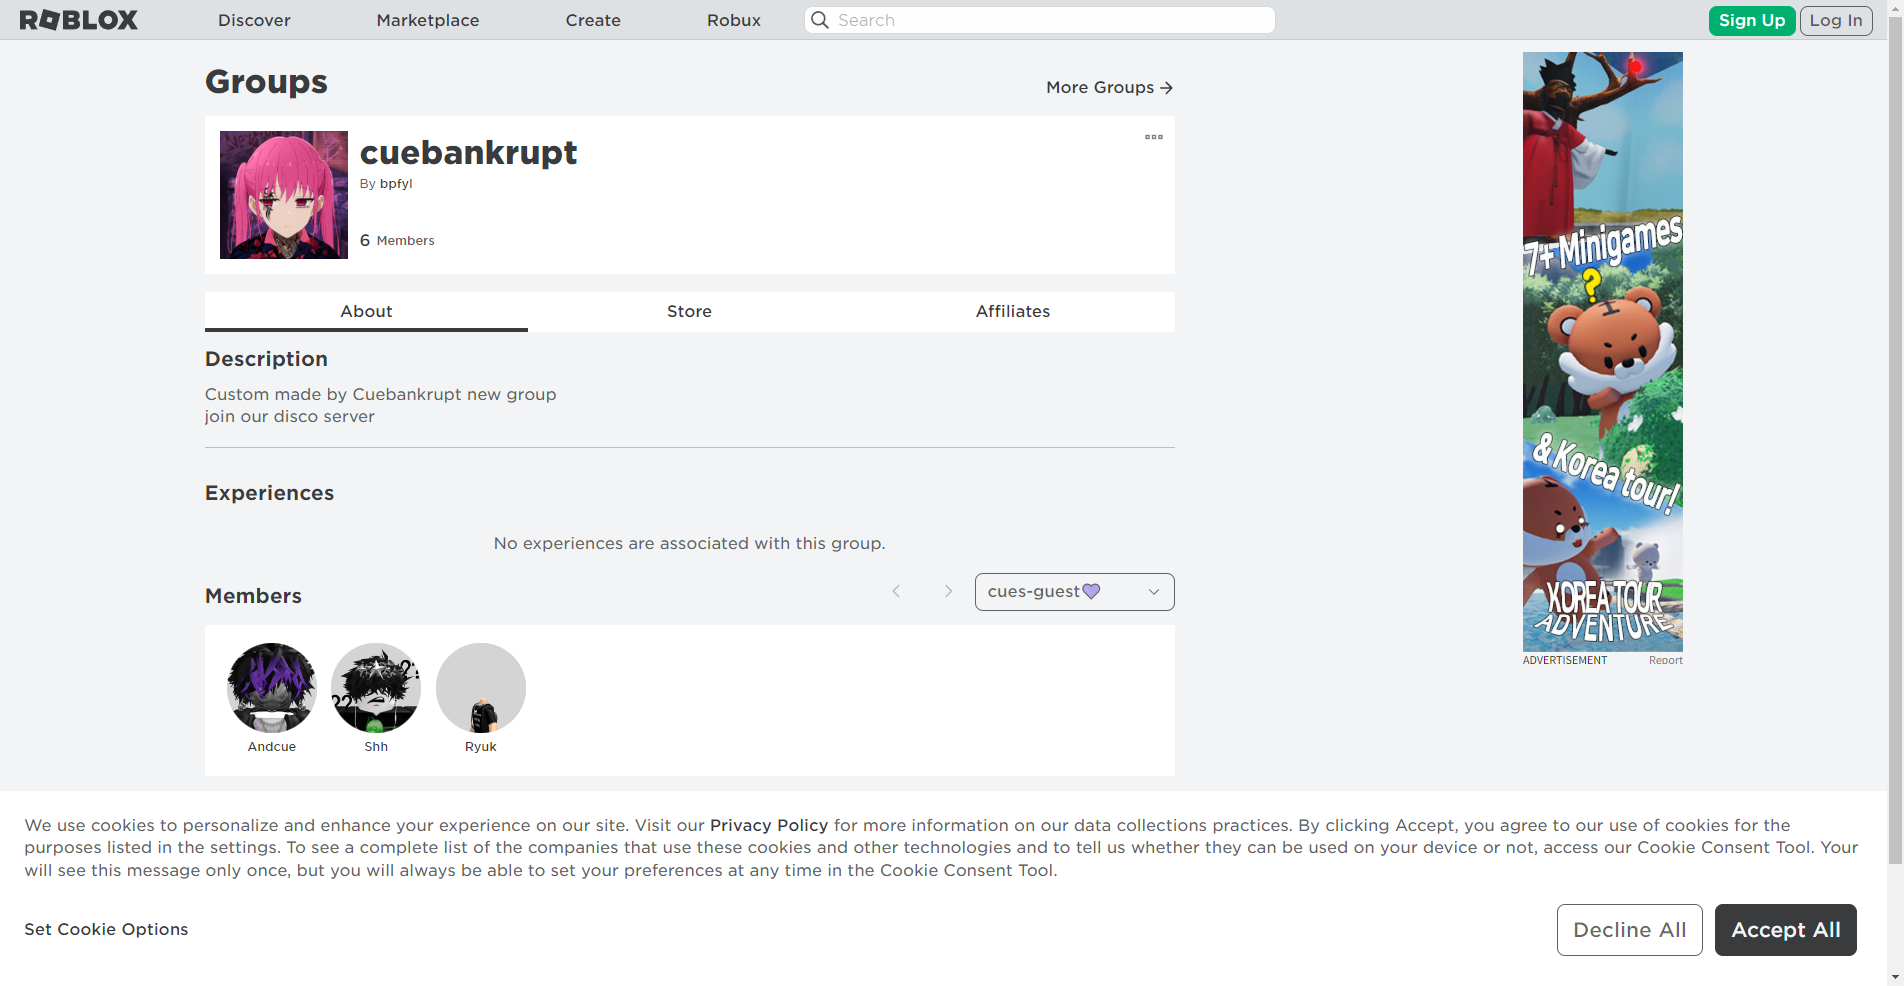 ROBLOX
Discover
Marketplace
Create
Robux
Search
Sign Up
Log In
Groups
More Groups
cuebankrupt
By bpfyl
6 Members
About
Store
Affiliates
Description
Custom made by Cuebankrupt new group
join our disco server
Experiences
No experiences are associated with this group.
Members
cues-guest💜
Andcue
Shh
Ryuk
7+ Minigames
?
& Korea tour!
KOREA TOUR
ADVENTURE
ADVERTISEMENT
Report
We use cookies to personalize and enhance your experience on our site. Visit our Privacy Policy for more information on our data collections practices. By clicking Accept, you agree to our use of cookies for the
purposes listed in the settings. To see a complete list of the companies that use these cookies and other technologies and to tell us whether they can be used on your device or not, access our Cookie Consent Tool. Your
will see this message only once, but you will always be able to set your preferences at any time in the Cookie Consent Tool.
Set Cookie Options
Decline All
Accept All